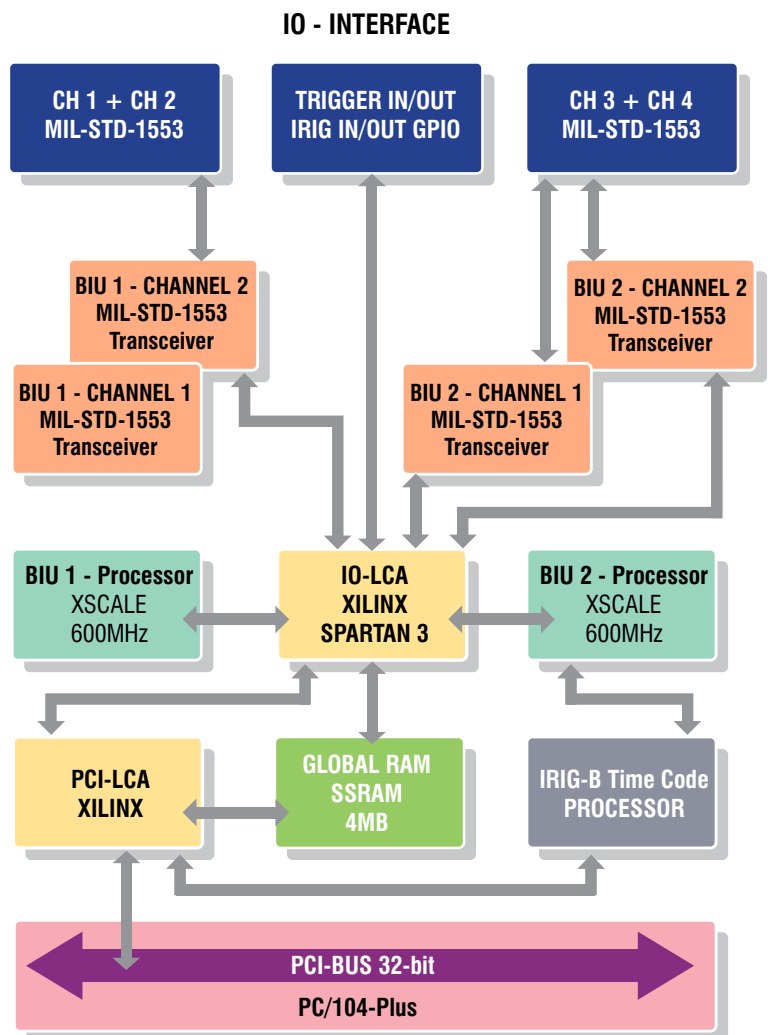 IO - INTERFACE
CH 1 + CH 2
MIL-STD-1553
TRIGGER IN/OUT
IRIG IN/OUT GPIO
CH 3 + CH 4
MIL-STD-1553
BIU 1 - CHANNEL 2
MIL-STD-1553
Transceiver
BIU 2 - CHANNEL 2
MIL-STD-1553
Transceiver
BIU 1 - CHANNEL 1
MIL-STD-1553
Transceiver
BIU 2 - CHANNEL 1
MIL-STD-1553
Transceiver
BIU 1 - Processor
XSCALE
600MHz
IO-LCA
XILINX
SPARTAN 3
BIU 2 - Processor
XSCALE
600MHz
PCI-LCA
XILINX
GLOBAL RAM
SSRAM
4MB
IRIG-B Time Code
PROCESSOR
PCI-BUS 32-bit
PC/104-Plus